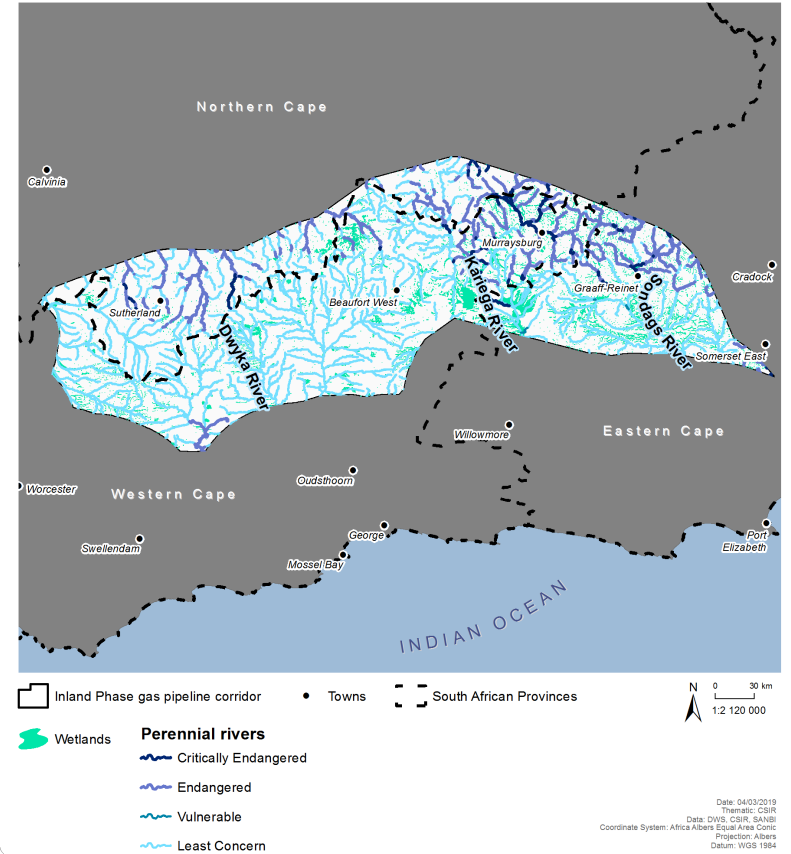 Northern Cape
Calvinia
Murraysburg
Kariega River
Cradock
Graaff-Reinet
Sondags River
Beaufort West
Sutherland
Dwyka River
Somerset East
Willowmore
Eastern Cape
Oudsthoorn
Worcester
Western Cape
George
Port
Elizabeth
Swellendam
Mossel Bay
INDIAN OCEAN
Inland Phase gas pipeline corridor
Towns
South African Provinces
N
0 30 km
1:2 120 000
Wetlands
Perennial rivers
Critically Endangered
Endangered
Vulnerable
Least Concern
Date: 04/03/2019
Thematic: CSIR
Data: DWS, CSIR, SANBI
Coordinate System: Africa Albers Equal Area Conic
Projection: Albers
Datum: WGS 1984